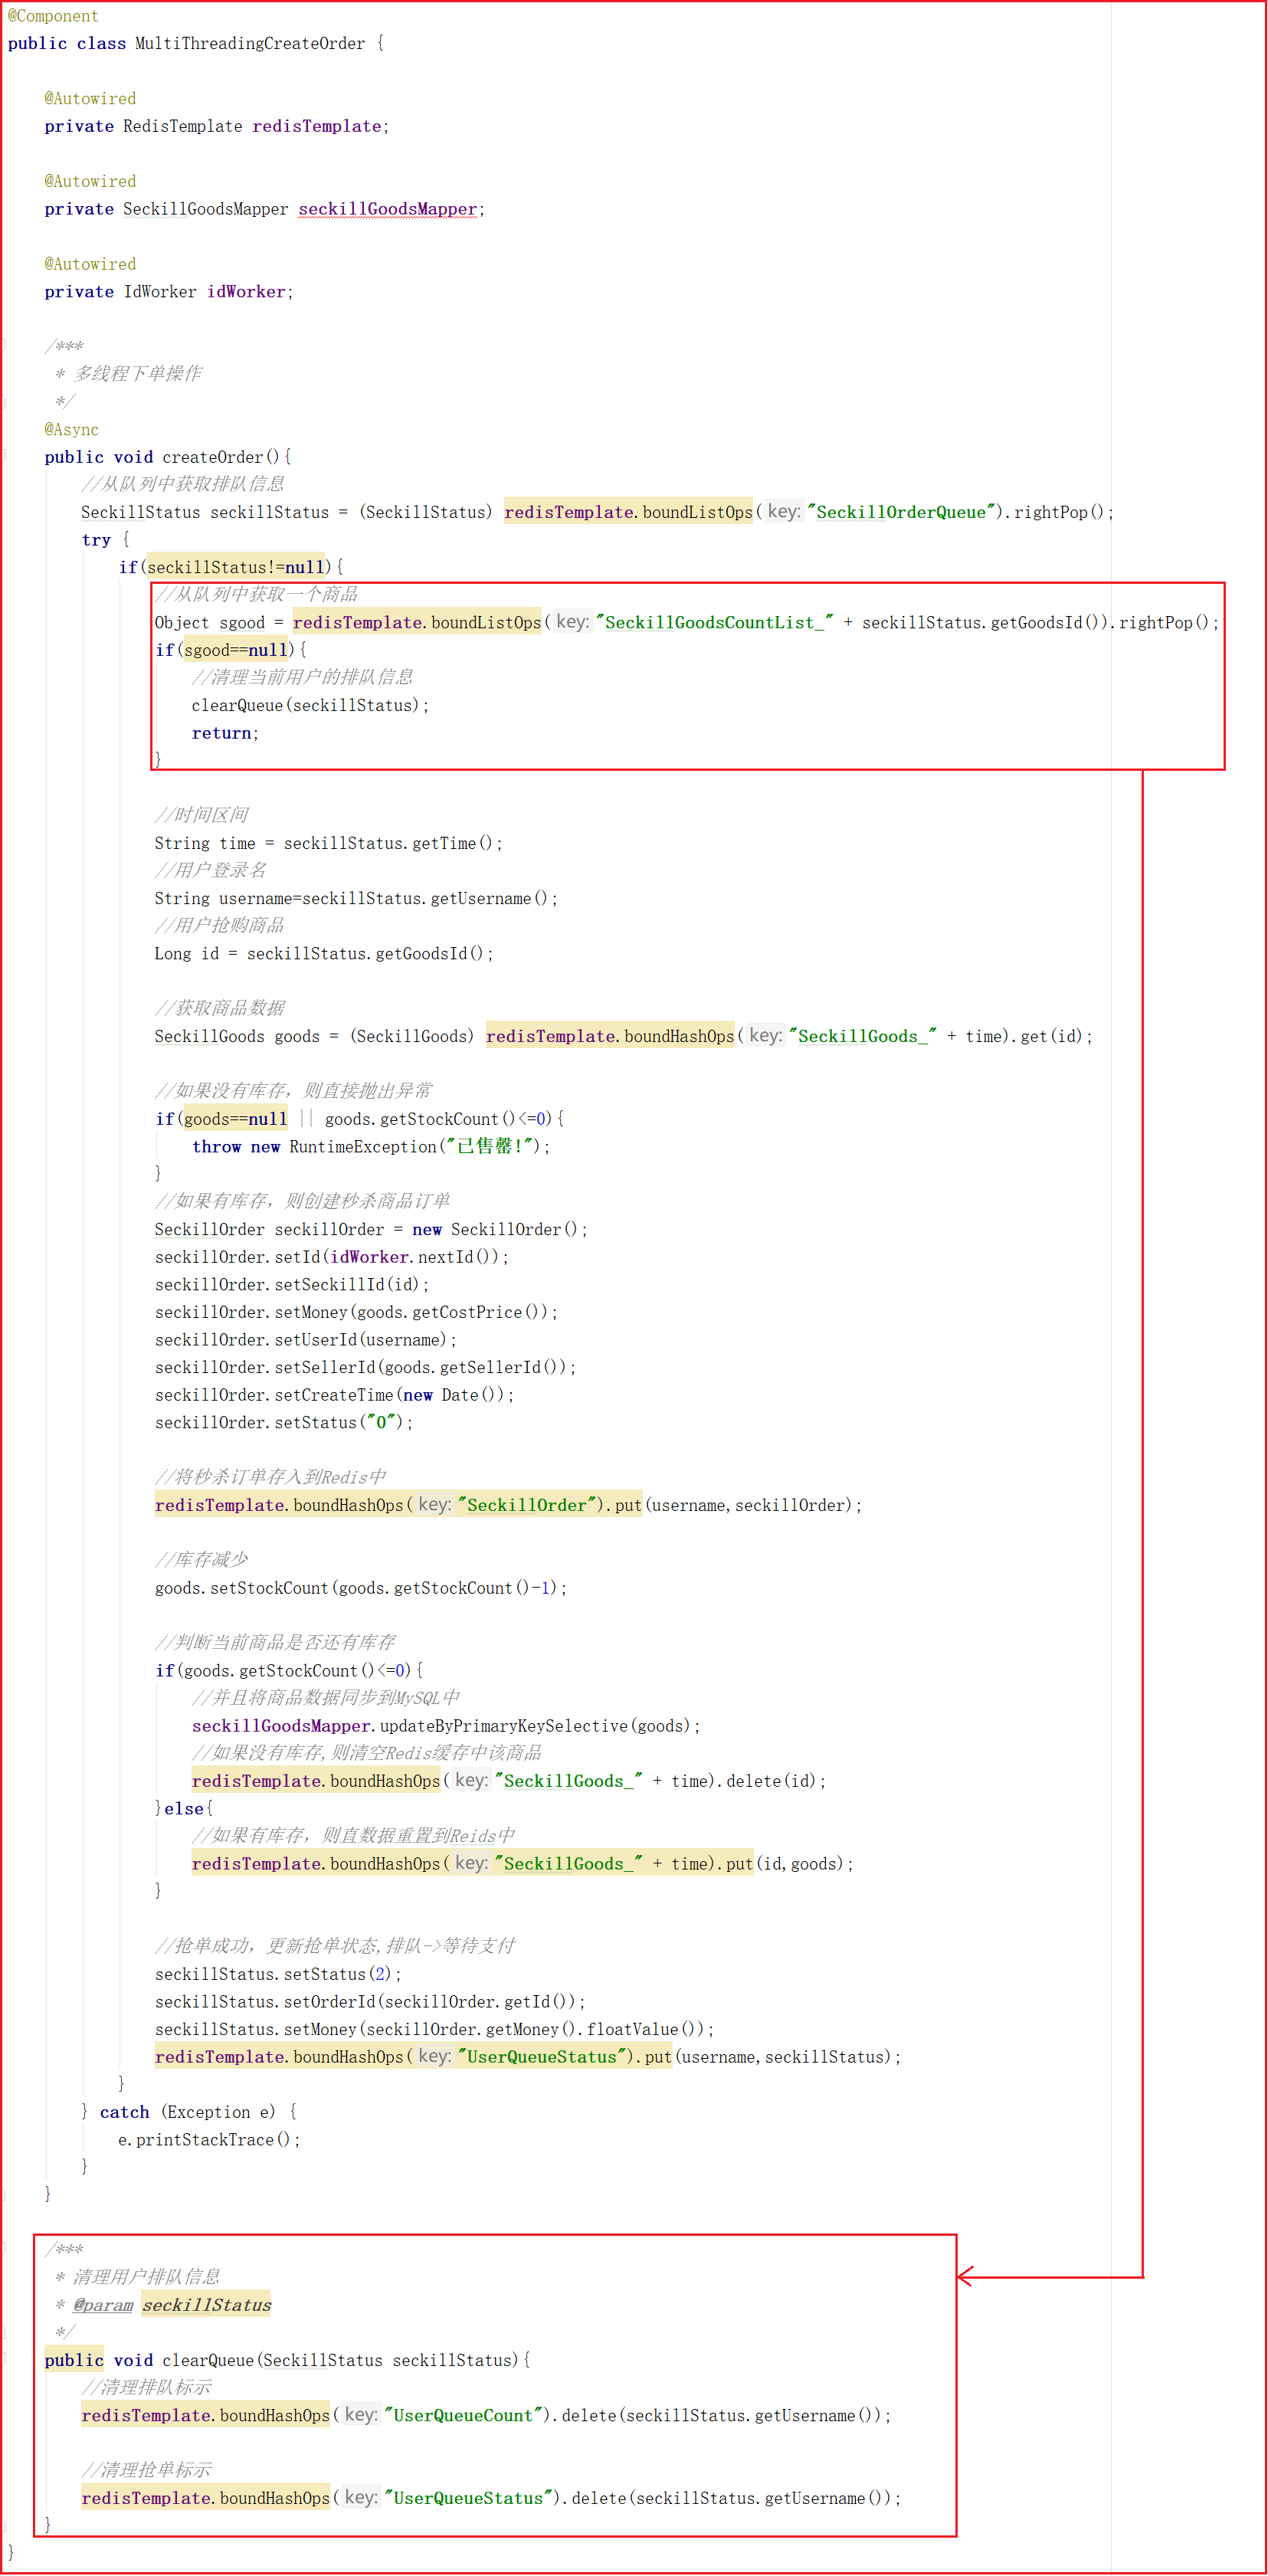 @Component
public class MultiThreadingCreateOrder {
@Autowired
private RedisTemplate redisTemplate;
@Autowired
private SeckillGoodsMapper seckillGoodsMapper;
@Autowired
private IdWorker idWorker;
/***
* 多线程下单操作
*/
@Async
public void createOrder(){
//从队列中获取排队信息
SeckillStatus seckillStatus = (SeckillStatus) redisTemplate.boundListOps( key: "SeckillOrderQueue").rightPop();
try {
if(seckillStatus!=null){
//从队列中获取一个商品
Object sgood = redisTemplate.boundListOps( key: "SeckillGoodsCountList_" + seckillStatus.getGoodsId()).rightPop();
if(sgood==null){
//清理当前用户的排队信息
clearQueue(seckillStatus);
return;
}
//时间区间
String time = seckillStatus.getTime();
//用户登录名
String username=seckillStatus.getUsername();
//用户抢购商品
Long id = seckillStatus.getGoodsId();
//获取商品数据
SeckillGoods goods = (SeckillGoods) redisTemplate.boundHashOps( key: "SeckillGoods_" + time).get(id);
//如果没有库存，则直接抛出异常
if(goods==null || goods.getStockCount()<=0){
throw new RuntimeException("已售罄!");
}
//如果有库存，则创建秒杀商品订单
SeckillOrder seckillOrder = new SeckillOrder();
seckillOrder.setId(idWorker.nextId());
seckillOrder.setSeckillId(id);
seckillOrder.setMoney(goods.getCostPrice());
seckillOrder.setUserId(username);
seckillOrder.setSellerId(goods.getSellerId());
seckillOrder.setCreateTime(new Date());
seckillOrder.setStatus("0");
//将秒杀订单存入到Redis中
redisTemplate.boundHashOps( key: "SeckillOrder").put(username,seckillOrder);
//库存减少
goods.setStockCount(goods.getStockCount()-1);
//判断当前商品是否还有库存
if(goods.getStockCount()<=0){
//并且将商品数据同步到MySQL中
seckillGoodsMapper.updateByPrimaryKeySelective(goods);
//如果没有库存,则清空Redis缓存中该商品
redisTemplate.boundHashOps( key: "SeckillGoods_" + time).delete(id);
}else{
//如果有库存，则直数据重置到Reids中
redisTemplate.boundHashOps( key: "SeckillGoods_" + time).put(id,goods);
}
//抢单成功，更新抢单状态,排队->等待支付
seckillStatus.setStatus(2);
seckillStatus.setOrderId(seckillOrder.getId());
seckillStatus.setMoney(seckillOrder.getMoney().floatValue());
redisTemplate.boundHashOps( key: "UserQueueStatus").put(username,seckillStatus);
}
} catch (Exception e) {
e.printStackTrace();
}
}
/***
* 清理用户排队信息
* @param seckillStatus
*/
public void clearQueue(SeckillStatus seckillStatus){
//清理排队标示
redisTemplate.boundHashOps( key: "UserQueueCount").delete(seckillStatus.getUsername());
//清理抢单标示
redisTemplate.boundHashOps( key: "UserQueueStatus").delete(seckillStatus.getUsername());
}
}